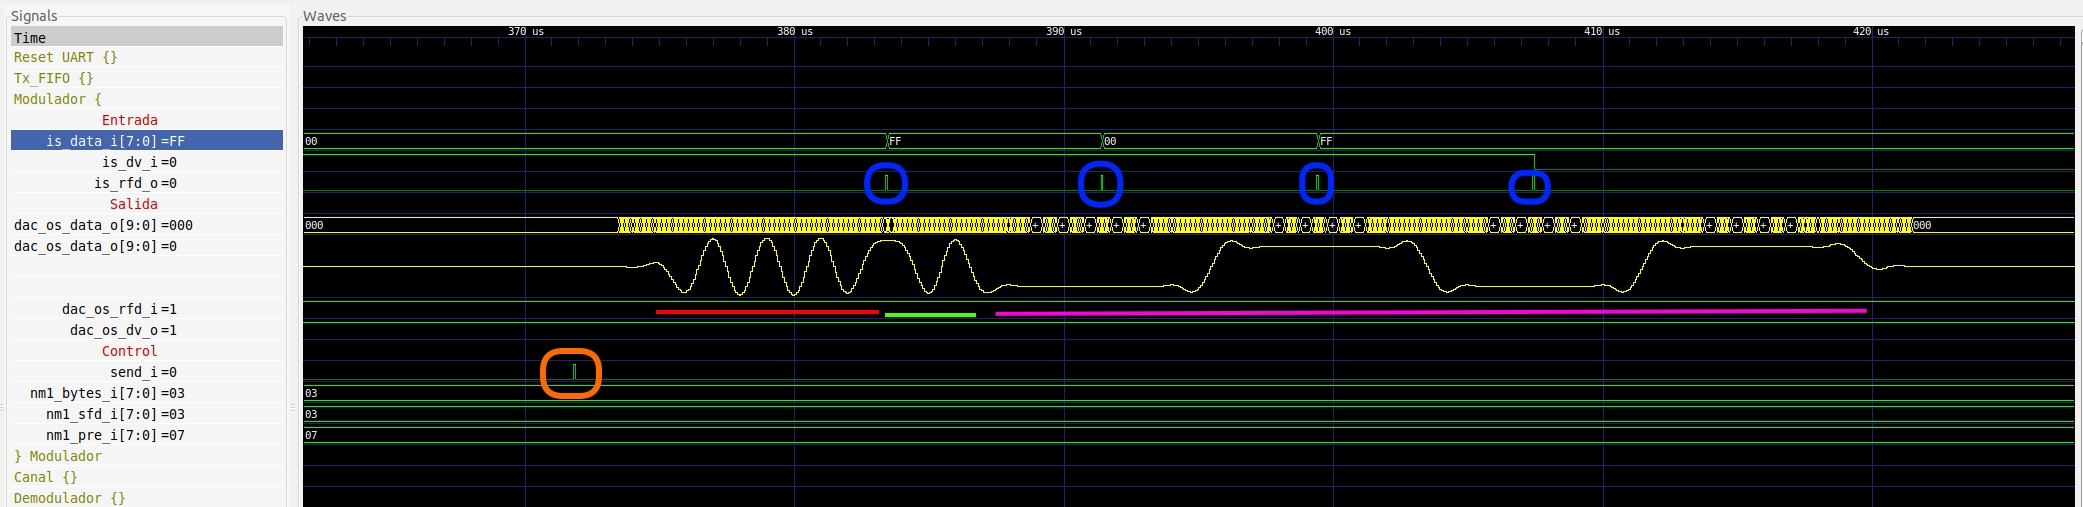 Signals
Waves
Time
370 us 380 us 390 us 400 us 410 us 420 us
Reset UART {}
Tx_FIFO {}
Modulador {
Entrada
is_data_i[7:0] =FF 00 FF 00 FF
is_dv_i =0
is_rfd_o =0
Salida
dac_os_data_o[9:0] =000 000 + + + + + + + + + + + + + + + + + 000
dac_os_data_o[9:0] =0
dac_os_rfd_i =1
dac_os_dv_o =1
Control
send_i =0
nm1_bytes_i[7:0] =03 03
nm1_sfd_i[7:0] =03 03
nm1_pre_i[7:0] =07 07
} Modulador
Canal {}
Demodulador {}